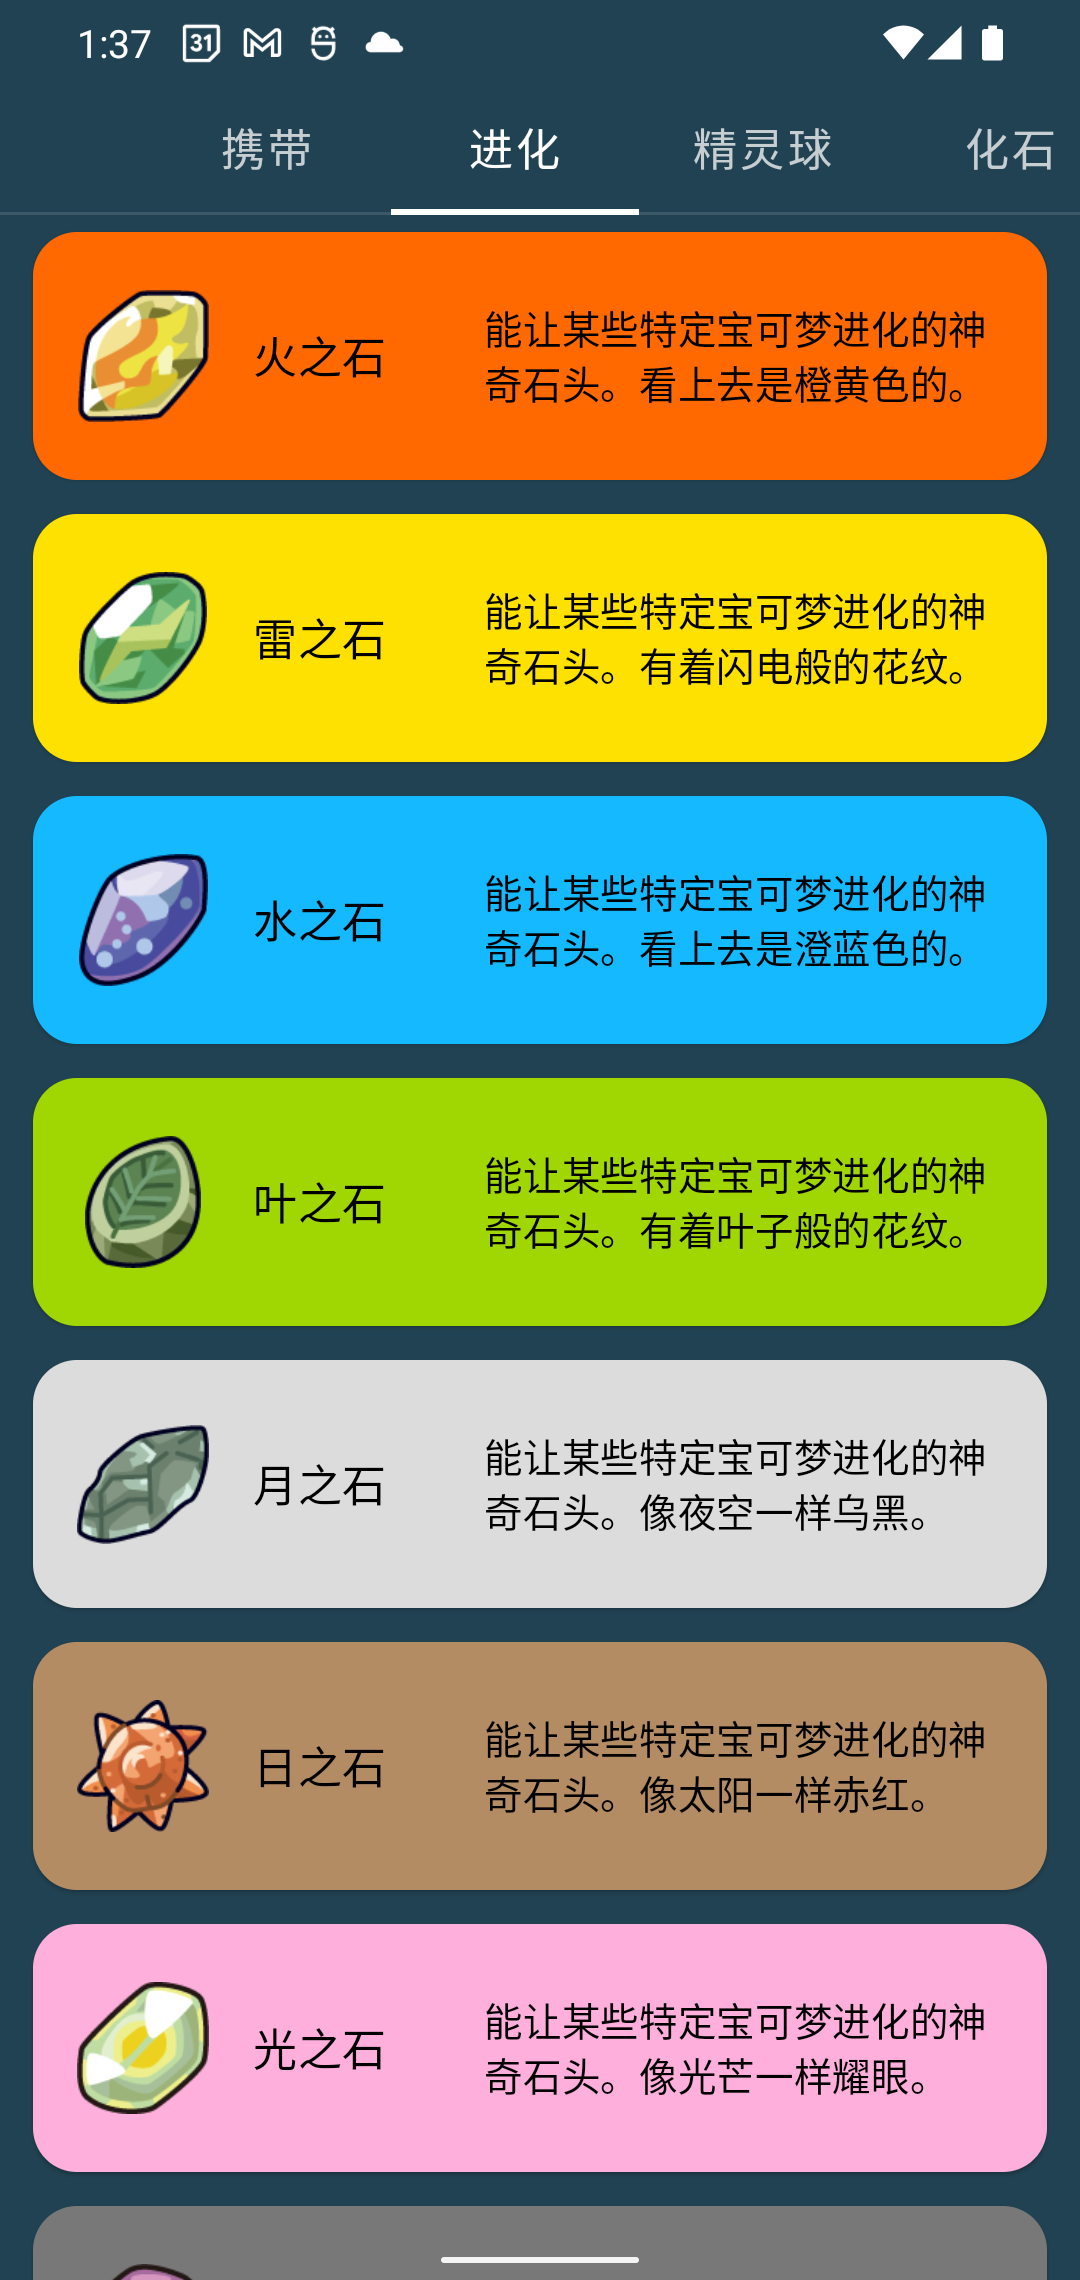 1:37
31
携带
进化
精灵球
化石
火之石
能让某些特定宝可梦进化的神
奇石头。看上去是橙黄色的。
雷之石
能让某些特定宝可梦进化的神
奇石头。有着闪电般的花纹。
水之石
能让某些特定宝可梦进化的神
奇石头。看上去是澄蓝色的。
叶之石
能让某些特定宝可梦进化的神
奇石头。有着叶子般的花纹。
月之石
能让某些特定宝可梦进化的神
奇石头。像夜空一样乌黑。
日之石
能让某些特定宝可梦进化的神
奇石头。像太阳一样赤红。
光之石
能让某些特定宝可梦进化的神
奇石头。像光芒一样耀眼。